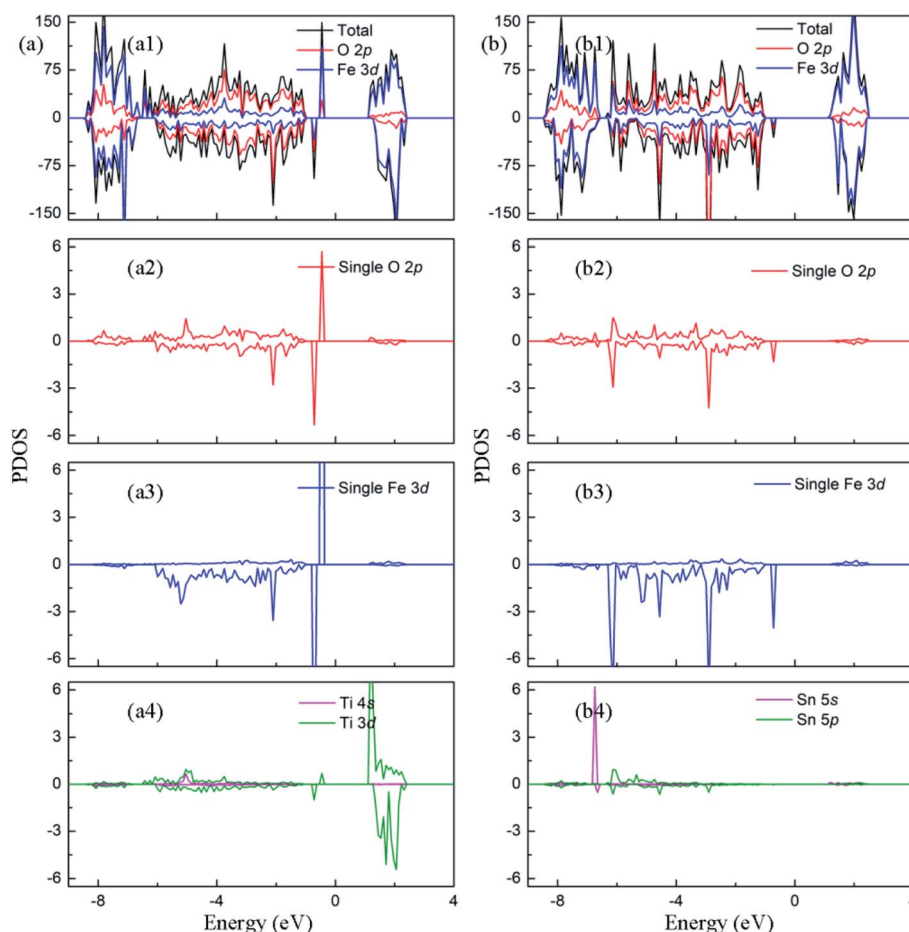 (a)
(a1)
Total
O 2p
Fe 3d
150
75
0
-75
-150
(b)
(b1)
Total
O 2p
Fe 3d
150
75
0
-75
-150
(a2)
Single O 2p
6
3
0
-3
-6
(b2)
Single O 2p
6
3
0
-3
-6
PDOS
PDOS
(a3)
Single Fe 3d
6
3
0
-3
-6
(b3)
Single Fe 3d
6
3
0
-3
-6
(a4)
Ti 4s
Ti 3d
6
3
0
-3
-6
-8 -4 0 4
Energy (eV)
(b4)
Sn 5s
Sn 5p
6
3
0
-3
-6
-8 -4 0 4
Energy (eV)